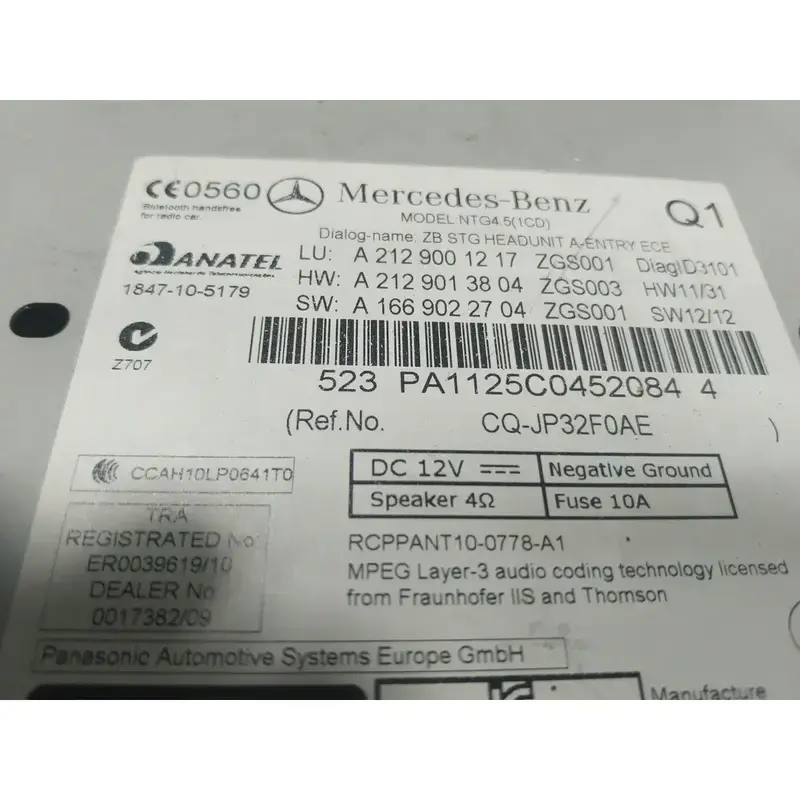 CE0560 Mercedes-Benz Q1
Bluetooth handsfree
for radio car.
MODEL:NTG4.5(1CD)
Dialog-name: ZB STG HEADUNIT A-ENTRY ECE
ANATEL
1847-10-5179
LU: A 212 900 12 17 ZGS001 DiagID3101
HW: A 212 901 38 04 ZGS003 HW11/31
SW: A 166 902 27 04 ZGS001 SW12/12
Z707
523 PA1125C0452084 4
(Ref.No. CQ-JP32F0AE )
CCAH10LP0641T0
DC 12V Negative Ground
Speaker 4Ω Fuse 10A
TRA
REGISTRATED No
ER0039619/10
DEALER No
0017382/09
RCPPANT10-0778-A1
MPEG Layer-3 audio coding technology licensed
from Fraunhofer IIS and Thomson
Panasonic Automotive Systems Europe GmbH
Manufacture